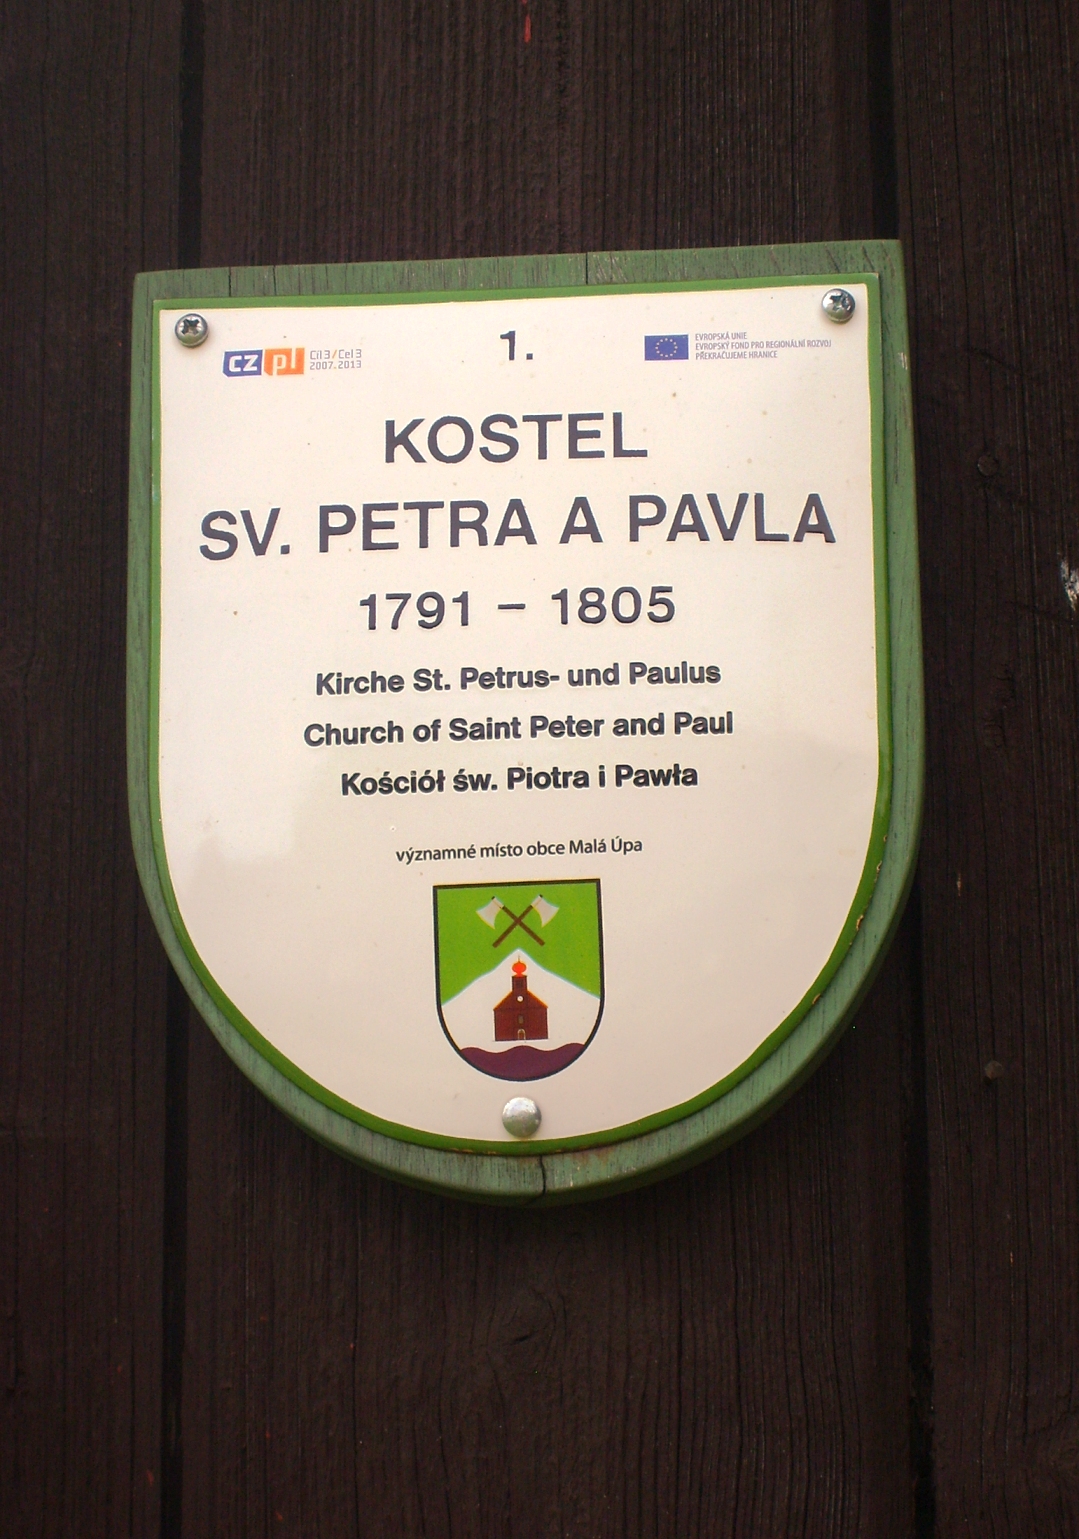 1.
cz pl Cíl 3 / Cel 3
2007.2013
EVROPSKÁ UNIE
EVROPSKÝ FOND PRO REGIONÁLNÍ ROZVOJ
PŘEKRAČUJEME HRANICE
KOSTEL
SV. PETRA A PAVLA
1791 – 1805
Kirche St. Petrus- und Paulus
Church of Saint Peter and Paul
Kościół św. Piotra i Pawła
významné místo obce Malá Úpa